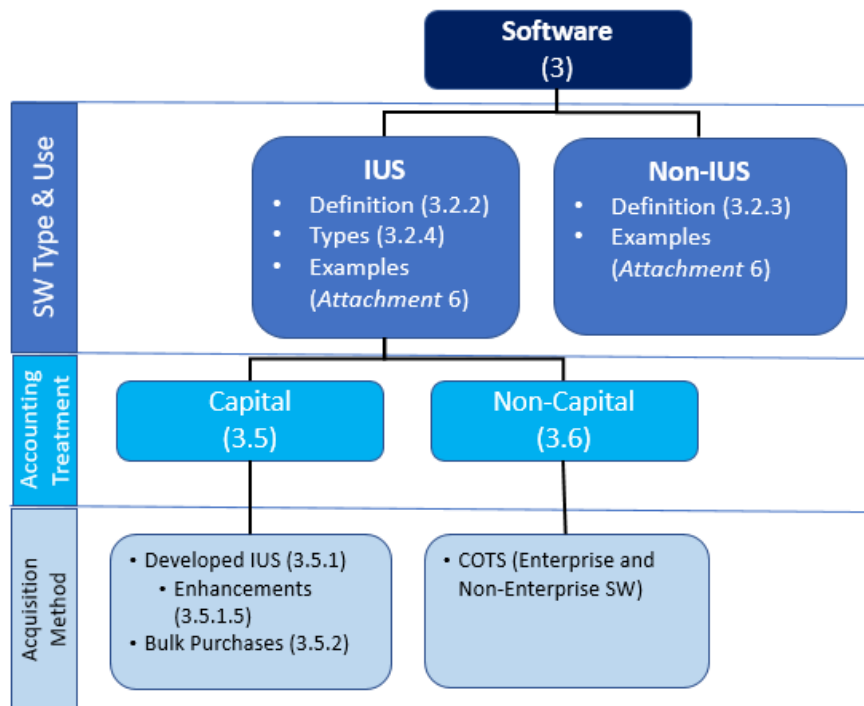 Software
(3)
SW Type & Use
IUS
• Definition (3.2.2)
• Types (3.2.4)
• Examples
(Attachment 6)
Non-IUS
• Definition (3.2.3)
• Examples
(Attachment 6)
Accounting
Treatment
Capital
(3.5)
Non-Capital
(3.6)
Acquisition
Method
• Developed IUS (3.5.1)
• Enhancements
(3.5.1.5)
• Bulk Purchases (3.5.2)
• COTS (Enterprise and
Non-Enterprise SW)